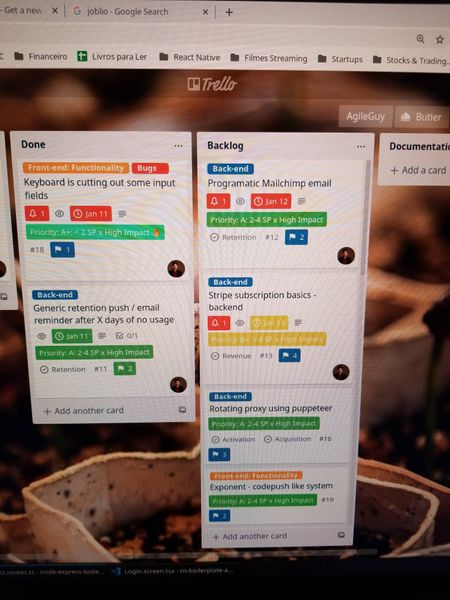 - Get a new
joblio - Google Search
Financeiro
Livros para Ler
React Native
Filmes Streaming
Startups
Stocks & Trading..
Trello
AgileGuy
Butler
Done
Front-end: Functionality
Bugs
Keyboard is cutting out some input
fields
1
Jan 11
Priority: A+: < 2 SP x High Impact 🔥
#18
1
Back-end
Generic retention push / email
reminder after X days of no usage
Jan 11
0/1
Priority: A: 2-4 SP x High Impact
Retention
#11
2
+ Add another card
Backlog
Back-end
Programatic Mailchimp email
1
Jan 12
Priority: A: 2-4 SP x High Impact
Retention
#12
2
Back-end
Stripe subscription basics -
backend
1
Jan 13
Revenue
#13
4
Back-end
Rotating proxy using puppeteer
Priority: A: 2-4 SP x High Impact
Activation
Acquisition
#16
3
Front-end: Functionality
Exponent - codepush like system
Priority: A: 2-4 SP x High Impact
#19
2
+ Add another card
Documentatio
+ Add a card
st.routes.ts - node-express-boile...
Login.screen.tsx - rn-boilerplate-a...